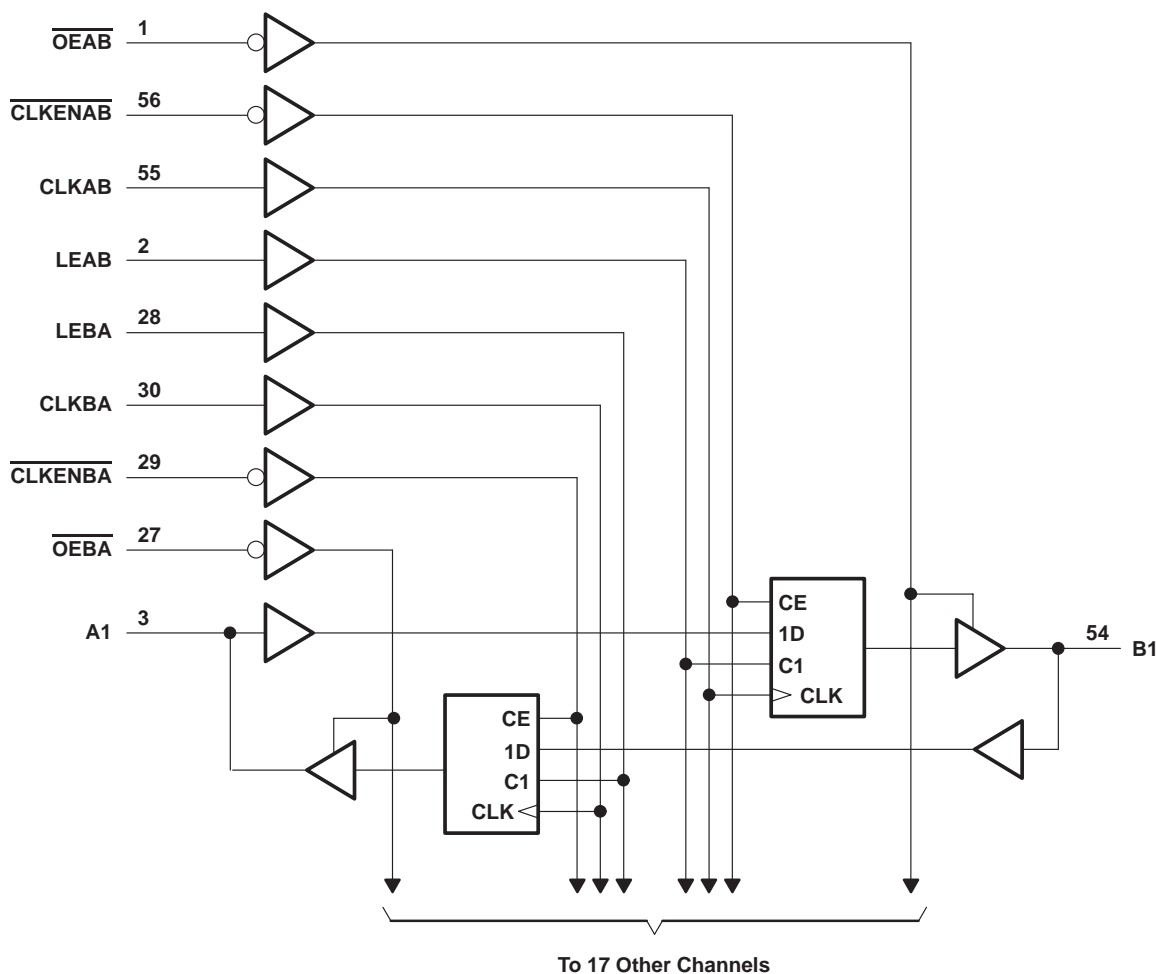 OEAB 1
CLKENAB 56
CLKAB 55
LEAB 2
LEBA 28
CLKBA 30
CLKENBA 29
OEBA 27
A1 3
CE
1D
C1
CLK
54 B1
CE
1D
C1
CLK
To 17 Other Channels